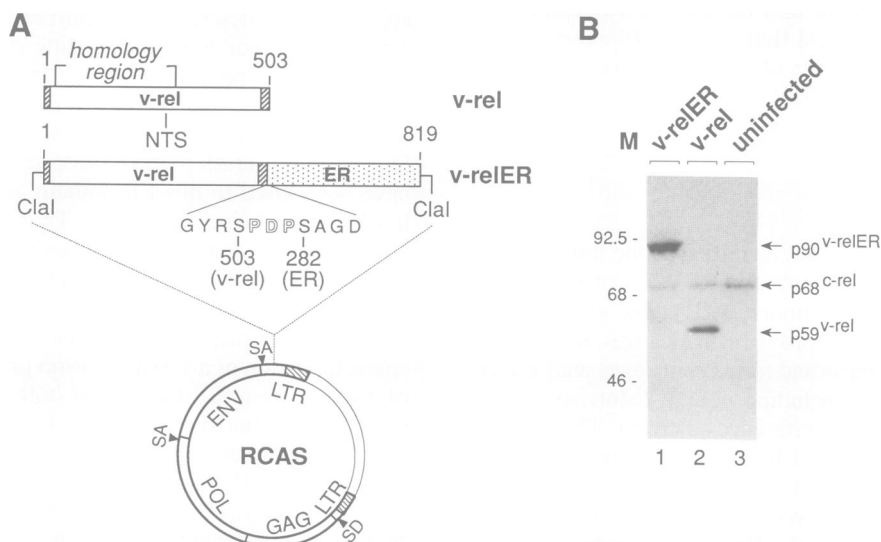 A
1
homology
region
503
v-rel
v-rel
NTS
1
819
v-rel
ER
v-relER
ClaI
ClaI
GYRSPDPSAGD
503
282
(v-rel)
(ER)
SA
LTR
ENV
SA
RCAS
POL
GAG
LTR
SD
B
M
v-relER
v-rel
uninfected
92.5 -
68 -
46 -
p90v-relER
p68c-rel
p59v-rel
1 2 3